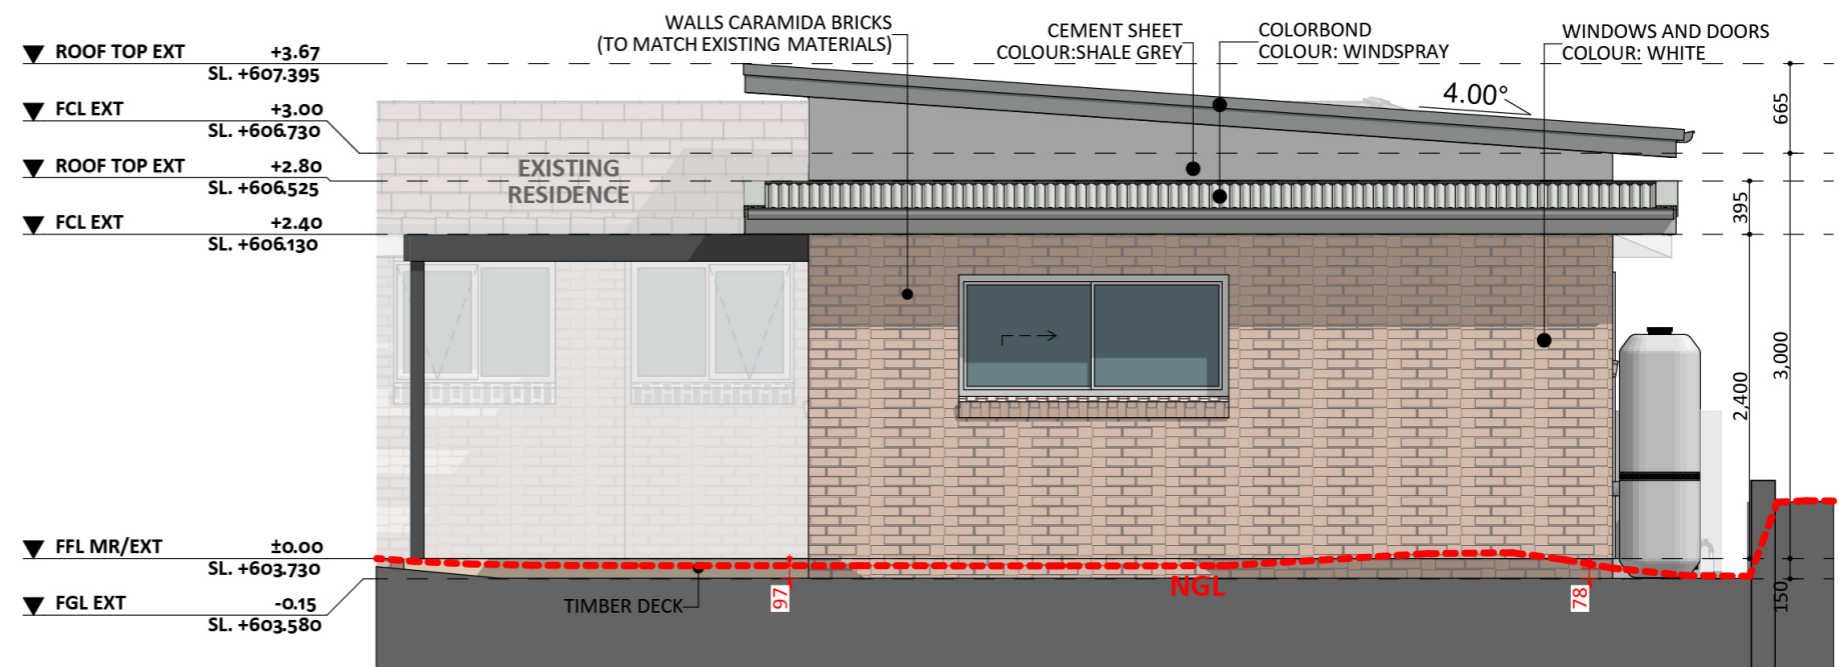 WALLS CARAMIDA BRICKS
(TO MATCH EXISTING MATERIALS)
CEMENT SHEET
COLOUR:SHALE GREY
COLORBOND
COLOUR: WINDSPRAY
WINDOWS AND DOORS
COLOUR: WHITE
ROOF TOP EXT +3.67
SL. +607.395
FCL EXT +3.00
SL. +606.730
ROOF TOP EXT +2.80
SL. +606.525
FCL EXT +2.40
SL. +606.130
EXISTING
RESIDENCE
4.00°
665
395
3,000
2,400
FFL MR/EXT ±0.00
SL. +603.730
FGL EXT -0.15
SL. +603.580
TIMBER DECK
97
NGL
78
150